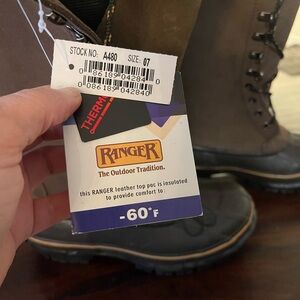 STOCK NO: A480 SIZE: 07
0 86189 04284 0
0 86189 04284 0
THERM
RANGER
The Outdoor Tradition.
this RANGER leather top pac is insulated
to provide comfort to:
-60°F